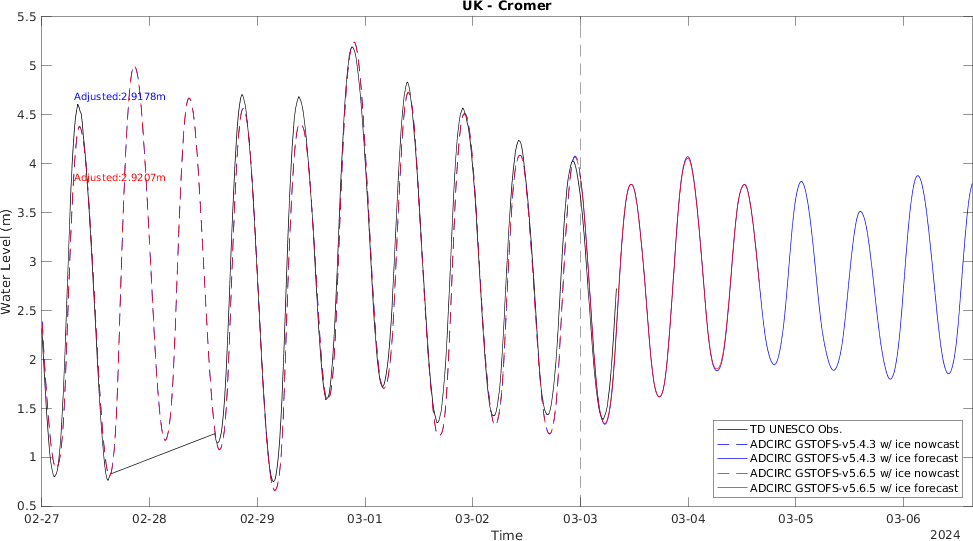 UK - Cromer
5.5
5
4.5
4
3.5
3
2.5
2
1.5
1
0.5
Water Level (m)
Adjusted:2.9178m
Adjusted:2.9207m
TD UNESCO Obs.
ADCIRC GSTOFS-v5.4.3 w/ ice nowcast
ADCIRC GSTOFS-v5.4.3 w/ ice forecast
ADCIRC GSTOFS-v5.6.5 w/ ice nowcast
ADCIRC GSTOFS-v5.6.5 w/ ice forecast
02-27 02-28 02-29 03-01 03-02 03-03 03-04 03-05 03-06
Time
2024